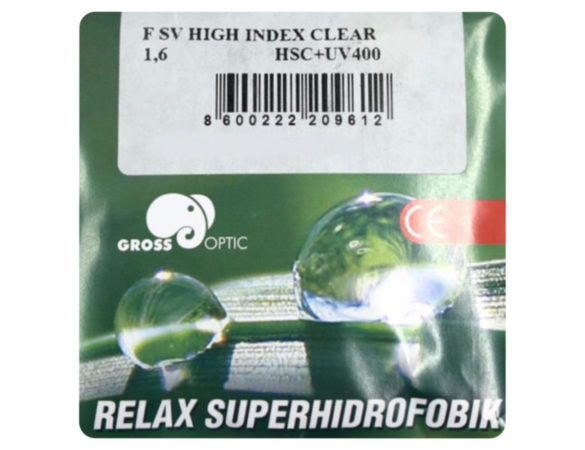 F SV HIGH INDEX CLEAR
1,6 HSC+UV400
8 600222 209612
GROSS OPTIC
CE
RELAX SUPERHIDROFOBIK